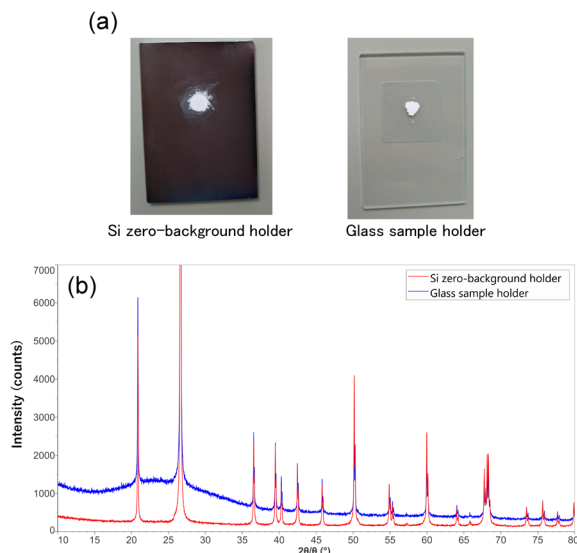 (a)
Si zero-background holder
Glass sample holder
(b)
Si zero-background holder
Glass sample holder
Intensity (counts)
7000
6000
5000
4000
3000
2000
1000
0
10 15 20 25 30 35 40 45 50 55 60 65 70 75 80
2θ/θ (°)